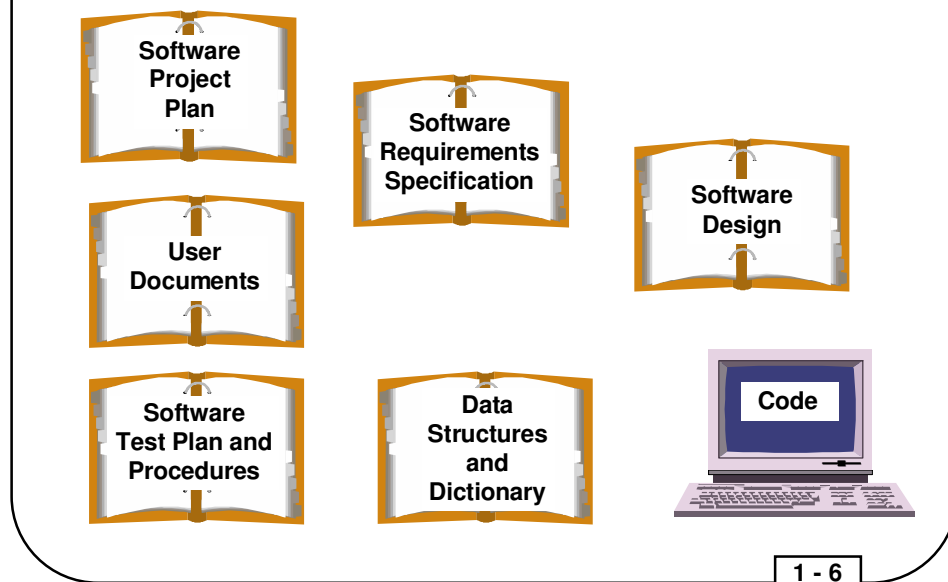 Software
Project
Plan
Software
Requirements
Specification
Software
Design
User
Documents
Software
Test Plan and
Procedures
Data
Structures
and
Dictionary
Code
1 - 6